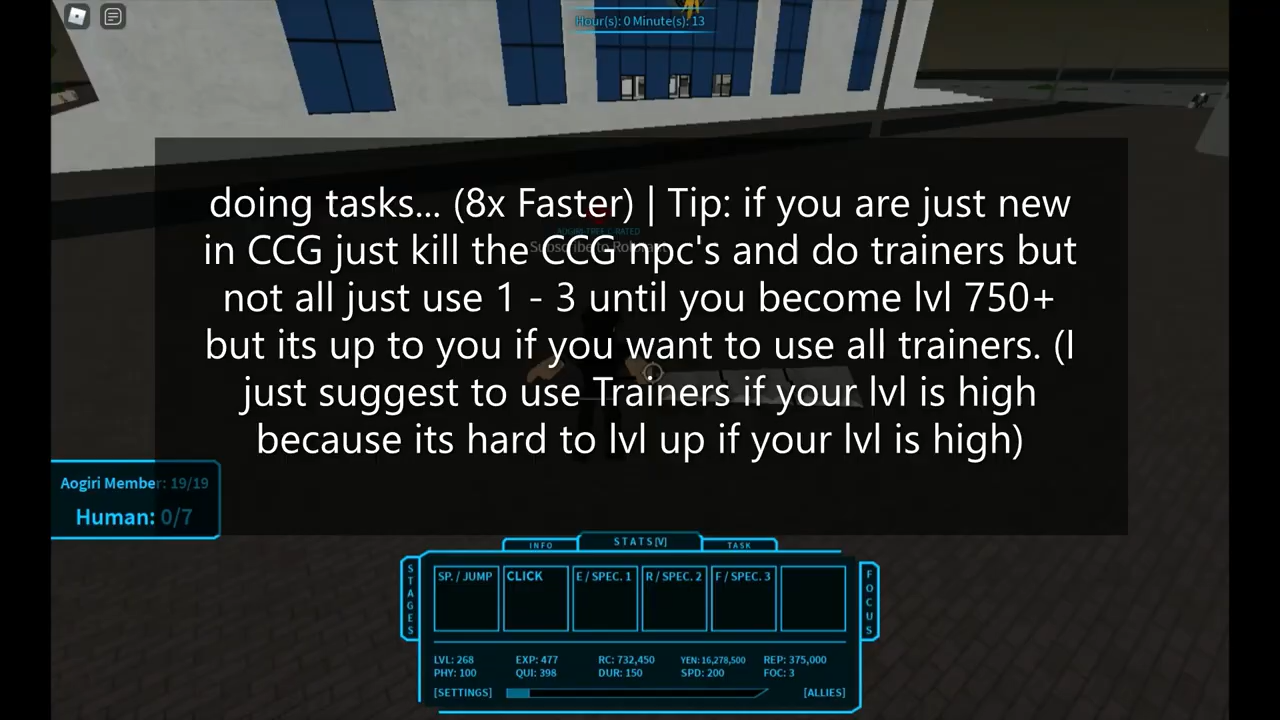 Hour(s): 0 Minute(s): 13
doing tasks... (8x Faster) | Tip: if you are just new
in CCG just kill the CCG npc's and do trainers but
not all just use 1 - 3 until you become lvl 750+
but its up to you if you want to use all trainers. (I
just suggest to use Trainers if your lvl is high
because its hard to lvl up if your lvl is high)
Subscribe to
Aogiri Member: 19/19
Human: 0/7
INFO
STATS[V]
TASK
STAGES
SP. / JUMP
CLICK
E / SPEC. 1
R / SPEC. 2
F / SPEC. 3
FOCUS
LVL: 268 EXP: 477 RC: 732,450 YEN: 16,278,500 REP: 375,000
PHY: 100 QUI: 398 DUR: 150 SPD: 200 FOC: 3
[SETTINGS]
[ALLIES]